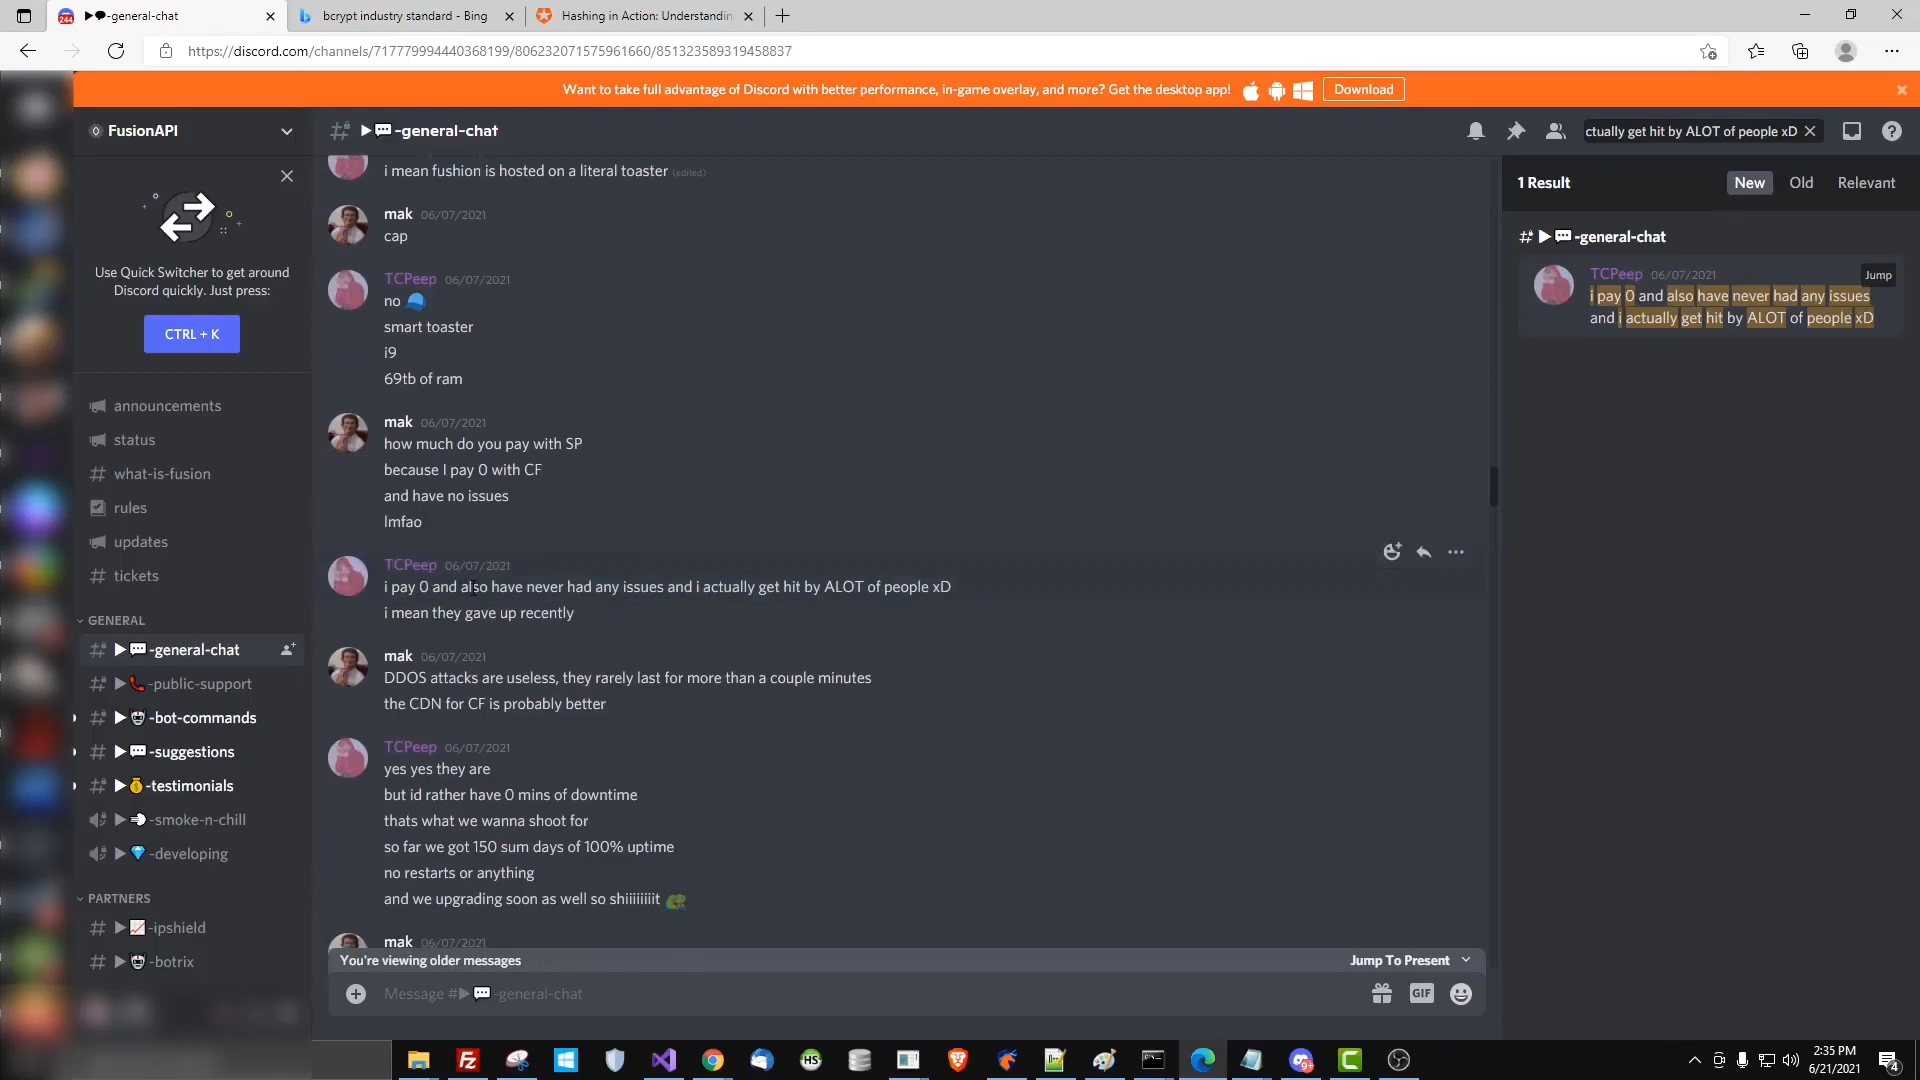 244
▶💬-general-chat
bcrypt industry standard - Bing
Hashing in Action: Understandin
https://discord.com/channels/717779994440368199/806232071575961660/851323589319458837
Want to take full advantage of Discord with better performance, in-game overlay, and more? Get the desktop app!
Download
FusionAPI
▶💬-general-chat
ctually get hit by ALOT of people xD
Use Quick Switcher to get around
Discord quickly. Just press:
CTRL + K
announcements
status
what-is-fusion
rules
updates
tickets
GENERAL
▶💬-general-chat
▶📞-public-support
▶🤖-bot-commands
▶💬-suggestions
▶💰-testimonials
▶💨-smoke-n-chill
▶💎-developing
PARTNERS
▶📈-ipshield
▶🤖-botrix
i mean fushion is hosted on a literal toaster (edited)
mak 06/07/2021
cap
TCPeep 06/07/2021
no 🧢
smart toaster
i9
69tb of ram
mak 06/07/2021
how much do you pay with SP
because I pay 0 with CF
and have no issues
lmfao
TCPeep 06/07/2021
i pay 0 and also have never had any issues and i actually get hit by ALOT of people xD
i mean they gave up recently
mak 06/07/2021
DDOS attacks are useless, they rarely last for more than a couple minutes
the CDN for CF is probably better
TCPeep 06/07/2021
yes yes they are
but id rather have 0 mins of downtime
thats what we wanna shoot for
so far we got 150 sum days of 100% uptime
no restarts or anything
and we upgrading soon as well so shiiiiiiiit
mak 06/07/2021
You're viewing older messages
Jump To Present
Message #▶💬-general-chat
GIF
1 Result
New
Old
Relevant
▶💬-general-chat
TCPeep 06/07/2021
Jump
i pay 0 and also have never had any issues
and i actually get hit by ALOT of people xD
HS
9+
2:35 PM
6/21/2021
4